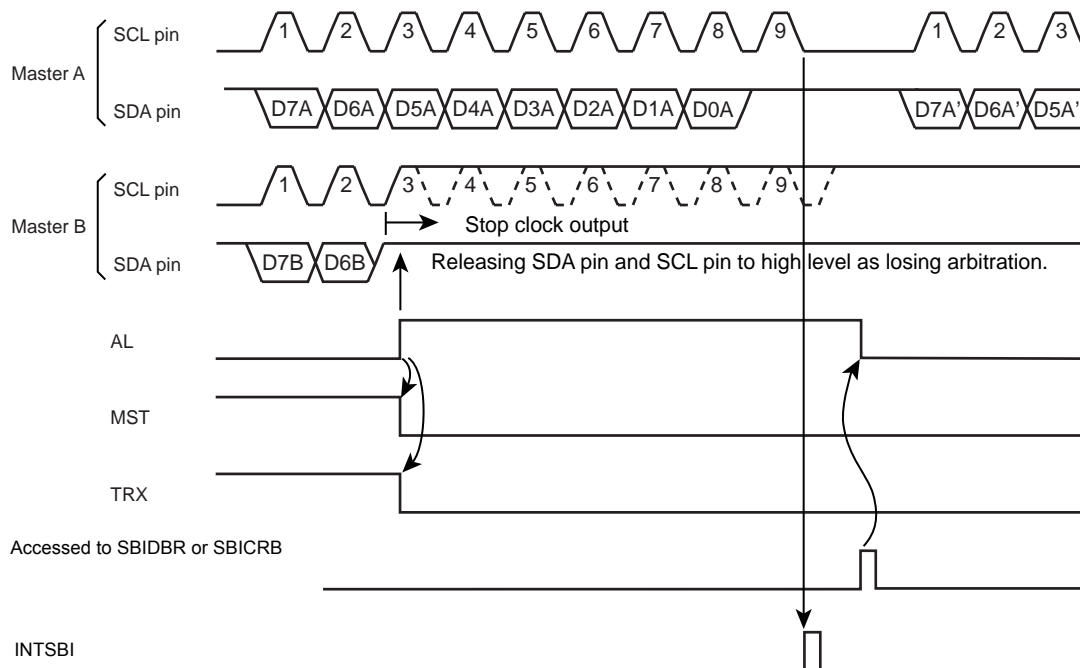 SCL pin 1 2 3 4 5 6 7 8 9 1 2 3
Master A
SDA pin D7A D6A D5A D4A D3A D2A D1A D0A D7A' D6A' D5A'
SCL pin 1 2 3 4 5 6 7 8 9
Master B
Stop clock output
SDA pin D7B D6B Releasing SDA pin and SCL pin to high level as losing arbitration.
AL
MST
TRX
Accessed to SBIDBR or SBICRB
INTSBI